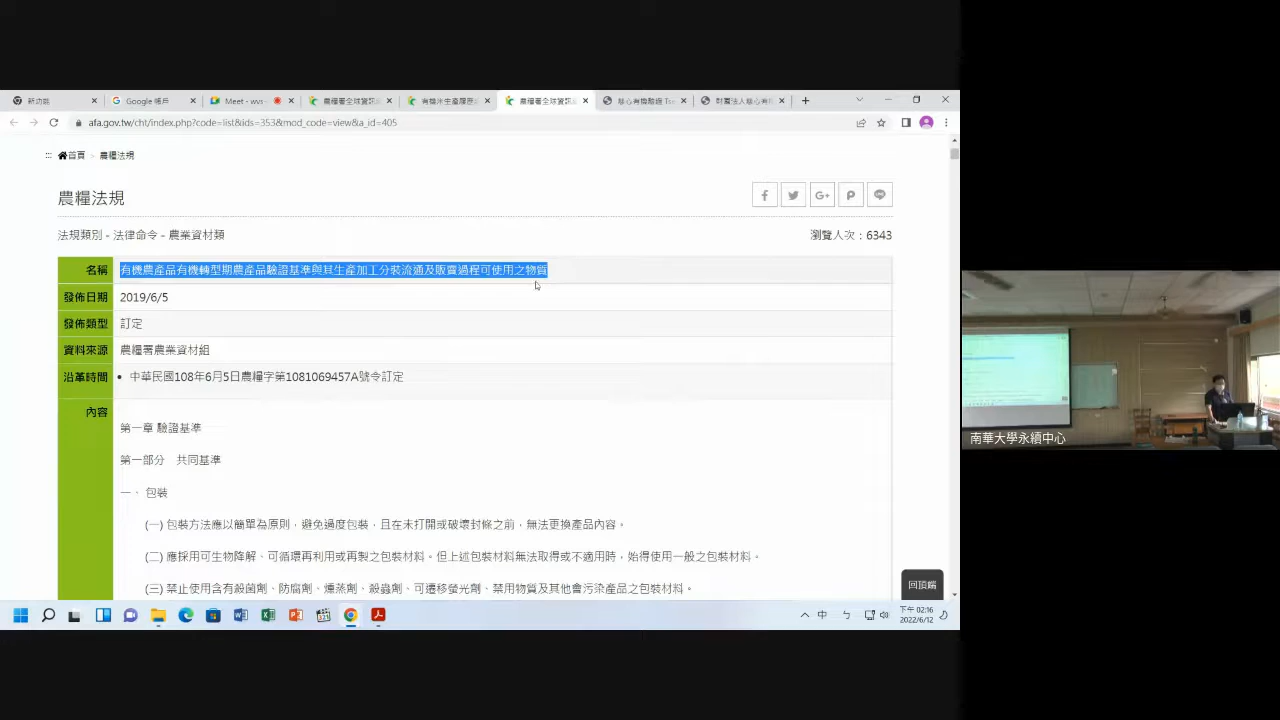 新功能
Google 帳戶
Meet - wvs
農糧署全球資訊
有機米生產履歷
農糧署全球資訊
財團法人
afa.gov.tw/cht/index.php?code=list&ids=353&mod_code=view&a_id=405
首頁 > 農糧法規
農糧法規
法規類別 - 法律命令 - 農業資材類
瀏覽人次：6343
名稱 有機農產品有機轉型期農產品驗證基準與其生產加工分裝流通及販賣過程可使用之物質
發佈日期 2019/6/5
發佈類型 訂定
資料來源 農糧署農業資材組
沿革時間 • 中華民國108年6月5日農糧字第1081069457A號令訂定
內容
第一章 驗證基準
第一部分 共同基準
一、包裝
(一) 包裝方法應以簡單為原則，避免過度包裝，且在未打開或破壞封條之前，無法更換產品內容。
(二) 應採用可生物降解、可循環再利用或再製之包裝材料。但上述包裝材料無法取得或不適用時，始得使用一般之包裝材料。
(三) 禁止使用含有殺菌劑、防腐劑、燻蒸劑、殺蟲劑、可遷移螢光劑、禁用物質及其他會污染產品之包裝材料。
回頂端
中
ㄅ
下午 02:16
2022/6/12
南華大學永續中心